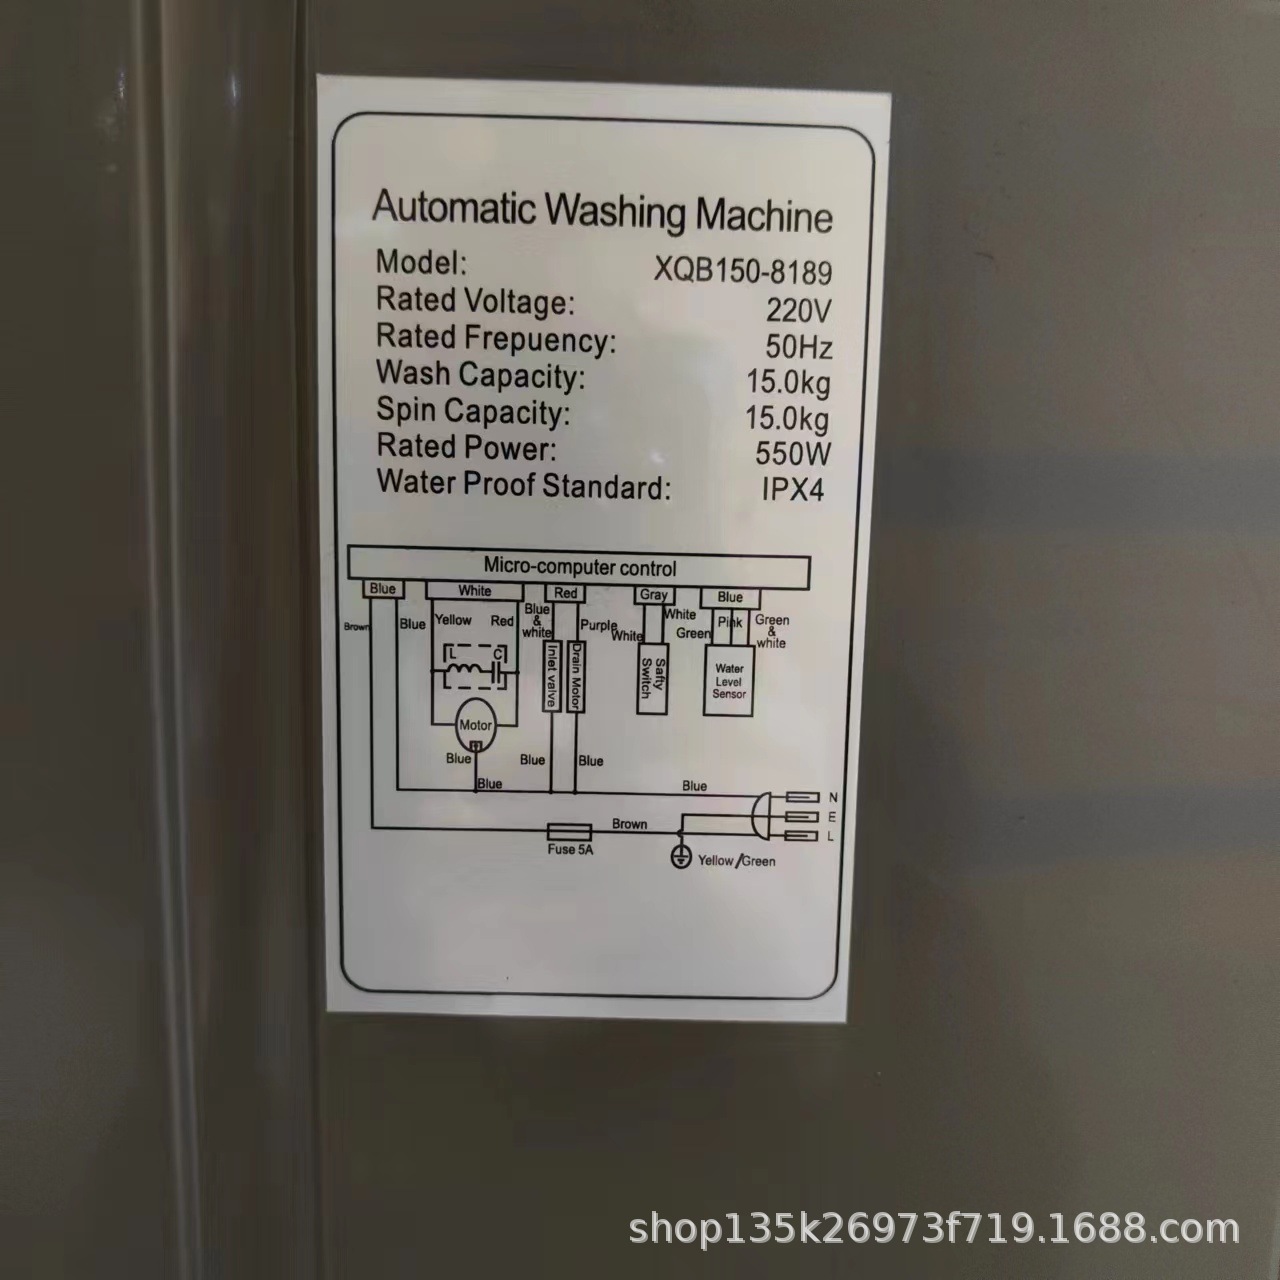 Automatic Washing Machine
Model: XQB150-8189
Rated Voltage: 220V
Rated Frepuency: 50Hz
Wash Capacity: 15.0kg
Spin Capacity: 15.0kg
Rated Power: 550W
Water Proof Standard: IPX4
Micro-computer control
Blue White Red Gray Blue
Brown Blue Yellow Red Blue & white Purple White White Green Pink Green & white
L C
Inlet valve
Drain Motor
Safty Switch
Water
Level
Sensor
Motor
M
Blue Blue Blue
Blue Blue N
E
Brown L
Fuse 5A
Yellow/Green
shop135k26973f719.1688.com